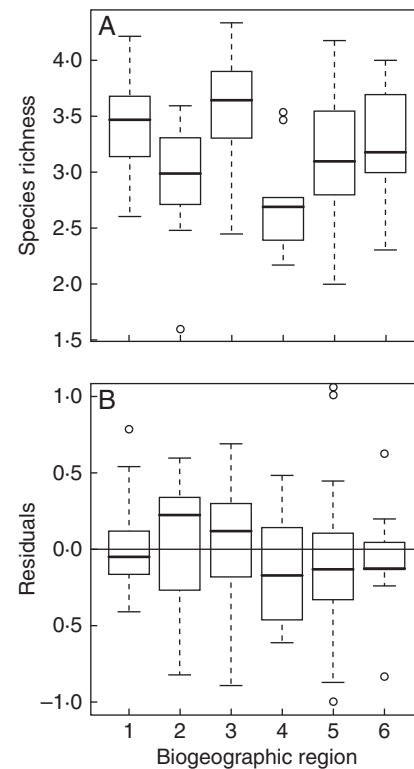 A
Species richness
4·0
3·5
3·0
2·5
2·0
1·5
B
Residuals
1·0
0·5
0·0
0·5
−1·0
1 2 3 4 5 6
Biogeographic region